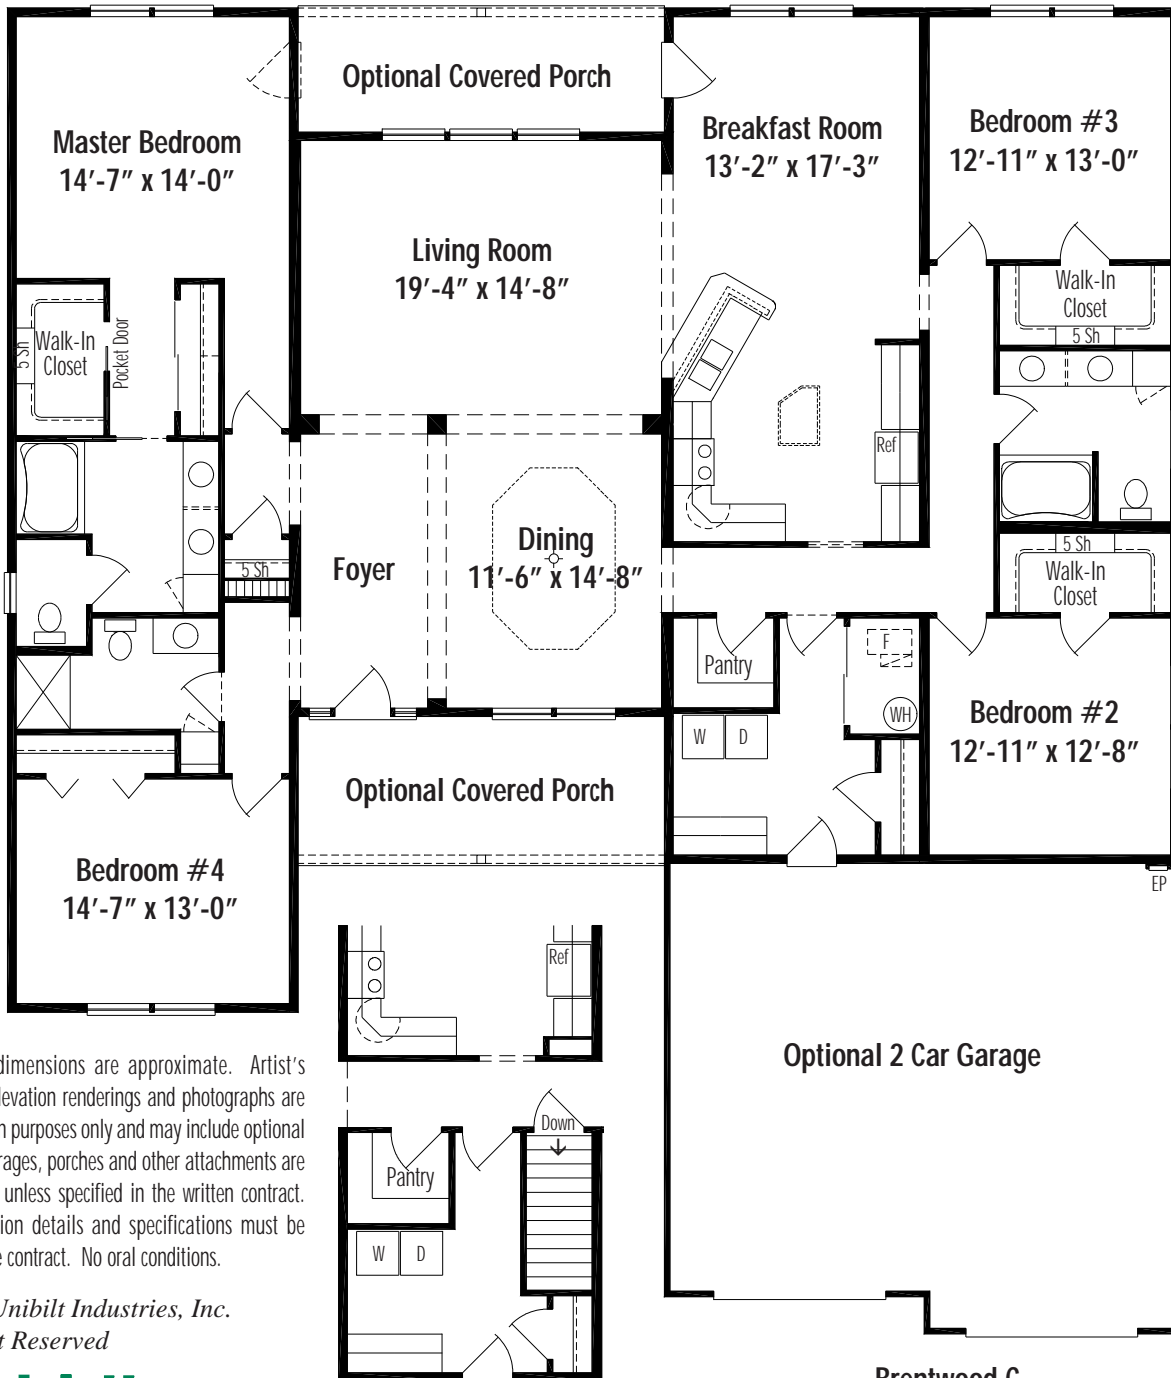 Optional Covered Porch
Master Bedroom
14'-7" x 14'-0"
Breakfast Room
13'-2" x 17'-3"
Bedroom #3
12'-11" x 13'-0"
Living Room
19'-4" x 14'-8"
Walk-In
Closet
5 Sh
Pocket Door
Walk-In
Closet
5 Sh
Ref
Foyer
Dining
11'-6" x 14'-8"
5 Sh
5 Sh
Walk-In
Closet
Pantry
F
WH
W
D
Bedroom #2
12'-11" x 12'-8"
Optional Covered Porch
Bedroom #4
14'-7" x 13'-0"
EP
Ref
Optional 2 Car Garage
Down
Pantry
W
D
dimensions are approximate. Artist's
levation renderings and photographs are
n purposes only and may include optional
rages, porches and other attachments are
unless specified in the written contract.
ion details and specifications must be
e contract. No oral conditions.
Unibilt Industries, Inc.
t Reserved
Brentwood C